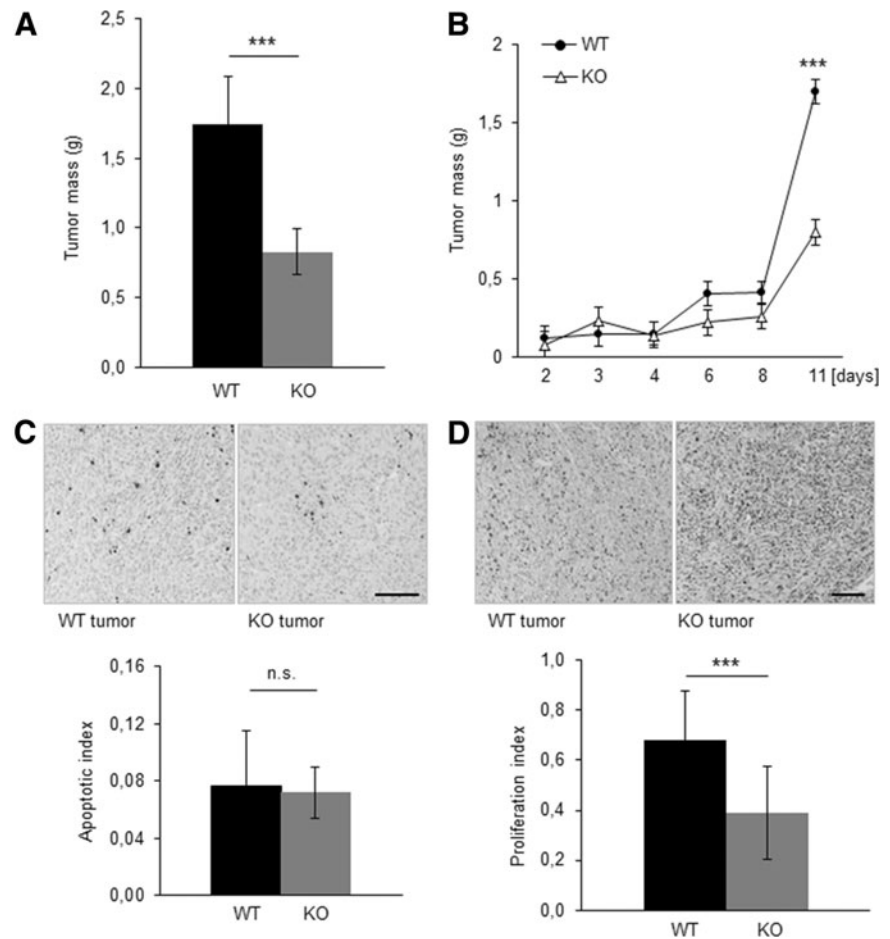 A
Tumor mass (g)
2,5
2,0
1,5
1,0
0,5
0,0
***
WT
KO
B
WT
KO
Tumor mass (g)
2
1,5
1
0,5
0
***
2 3 4 6 8 11 [days]
C
WT tumor
KO tumor
Apoptotic index
0,16
0,12
0,08
0,04
0,00
n.s.
WT
KO
D
WT tumor
KO tumor
Proliferation index
1,0
0,8
0,6
0,4
0,2
0,0
***
WT
KO